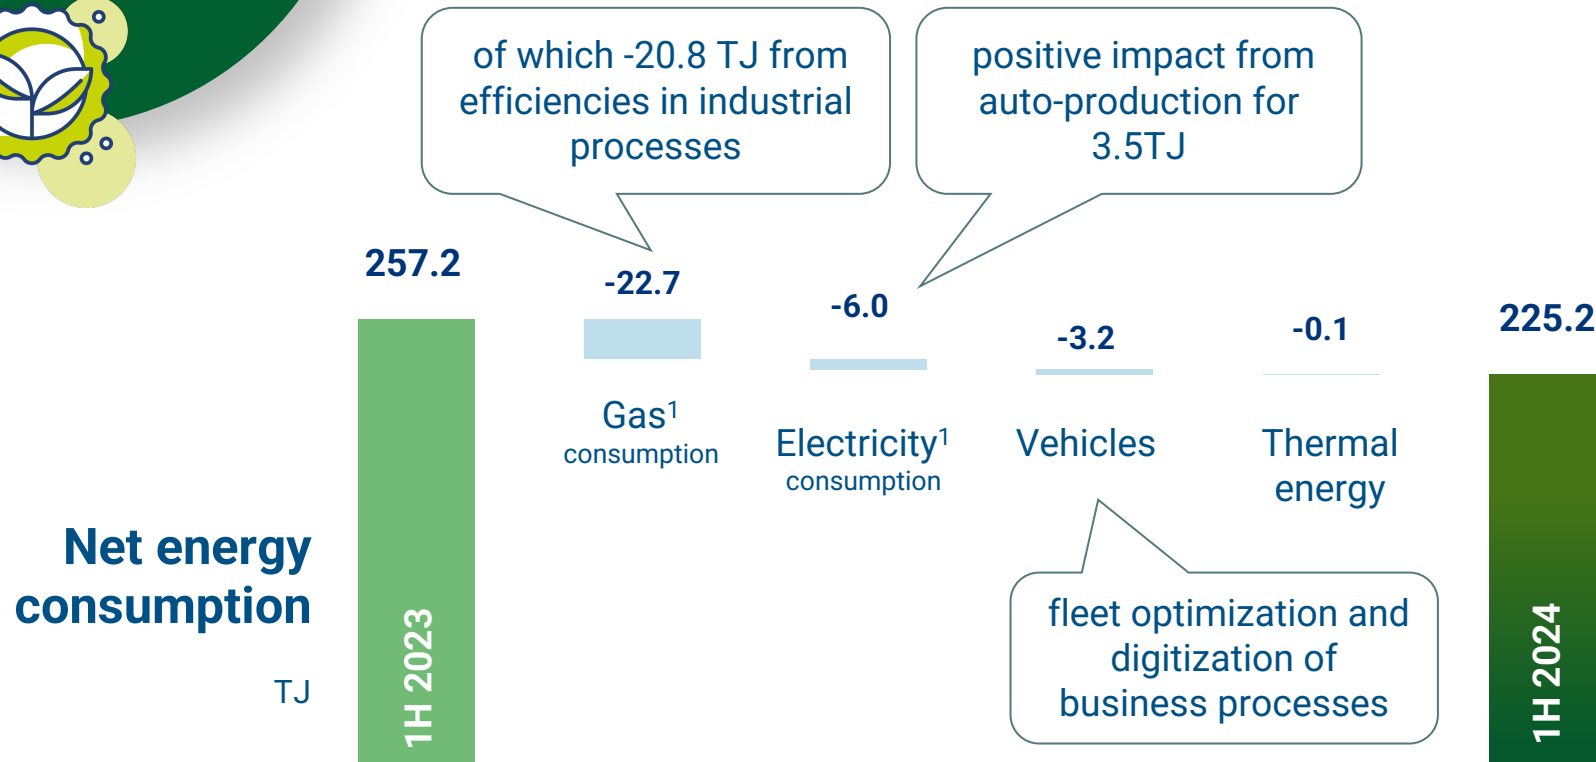 of which -20.8 TJ from
efficiencies in industrial
processes
positive impact from
auto-production for
3.5TJ
257.2
-22.7
-6.0
-3.2
-0.1
225.2
Gas¹
consumption
Electricity¹
consumption
Vehicles
Thermal
energy
Net energy
consumption
TJ
1H 2023
fleet optimization and
digitization of
business processes
1H 2024